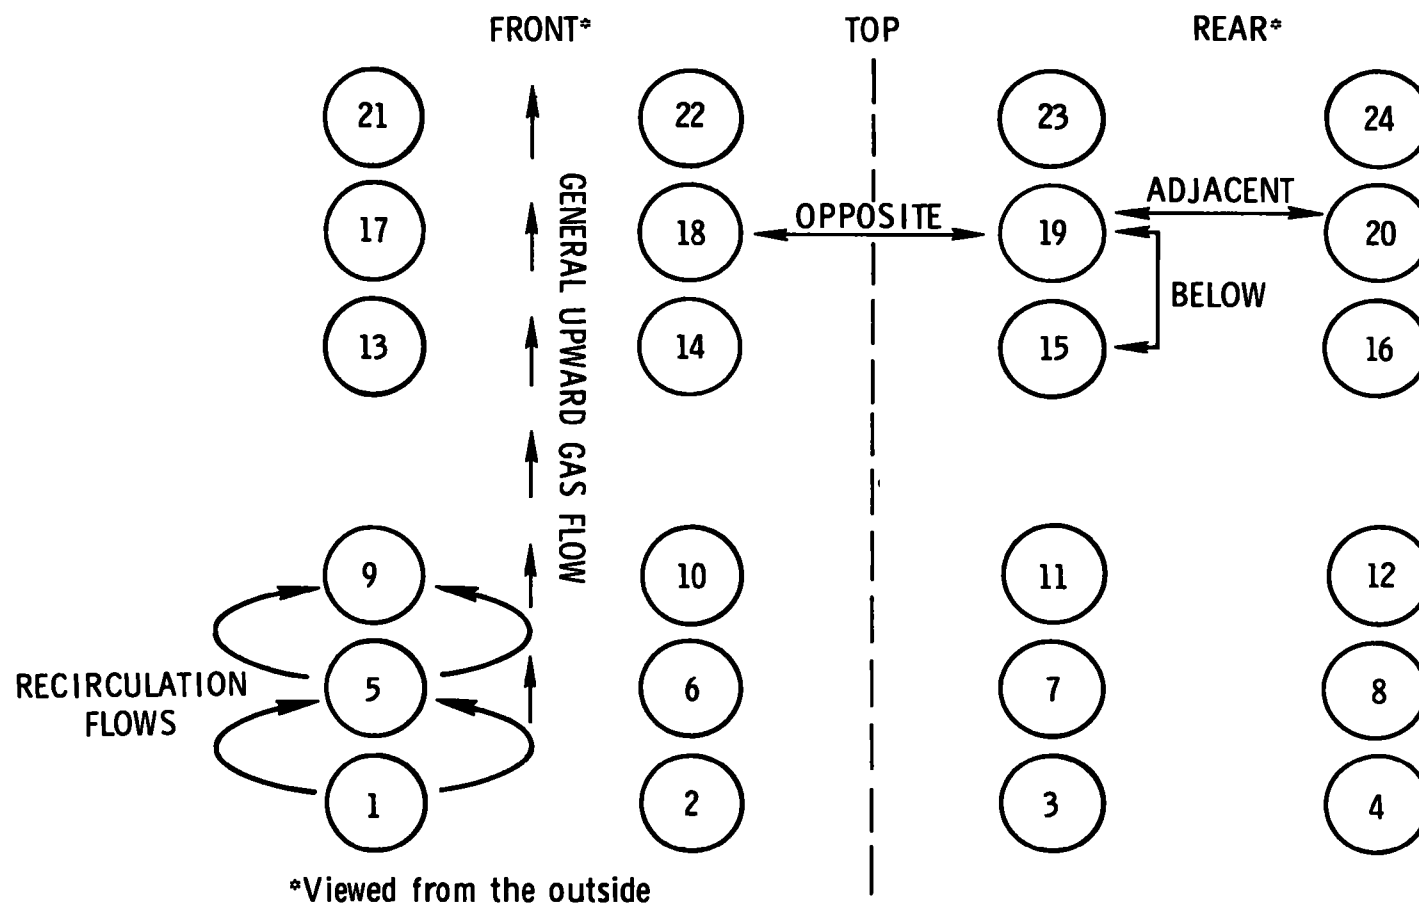 FRONT* TOP REAR*
21 22 23 24
ADJACENT
17 18 OPPOSITE 19 20
BELOW
13 14 15 16
GENERAL UPWARD GAS FLOW
9 10 11 12
RECIRCULATION
FLOWS
5 6 7 8
1 2 3 4
*Viewed from the outside